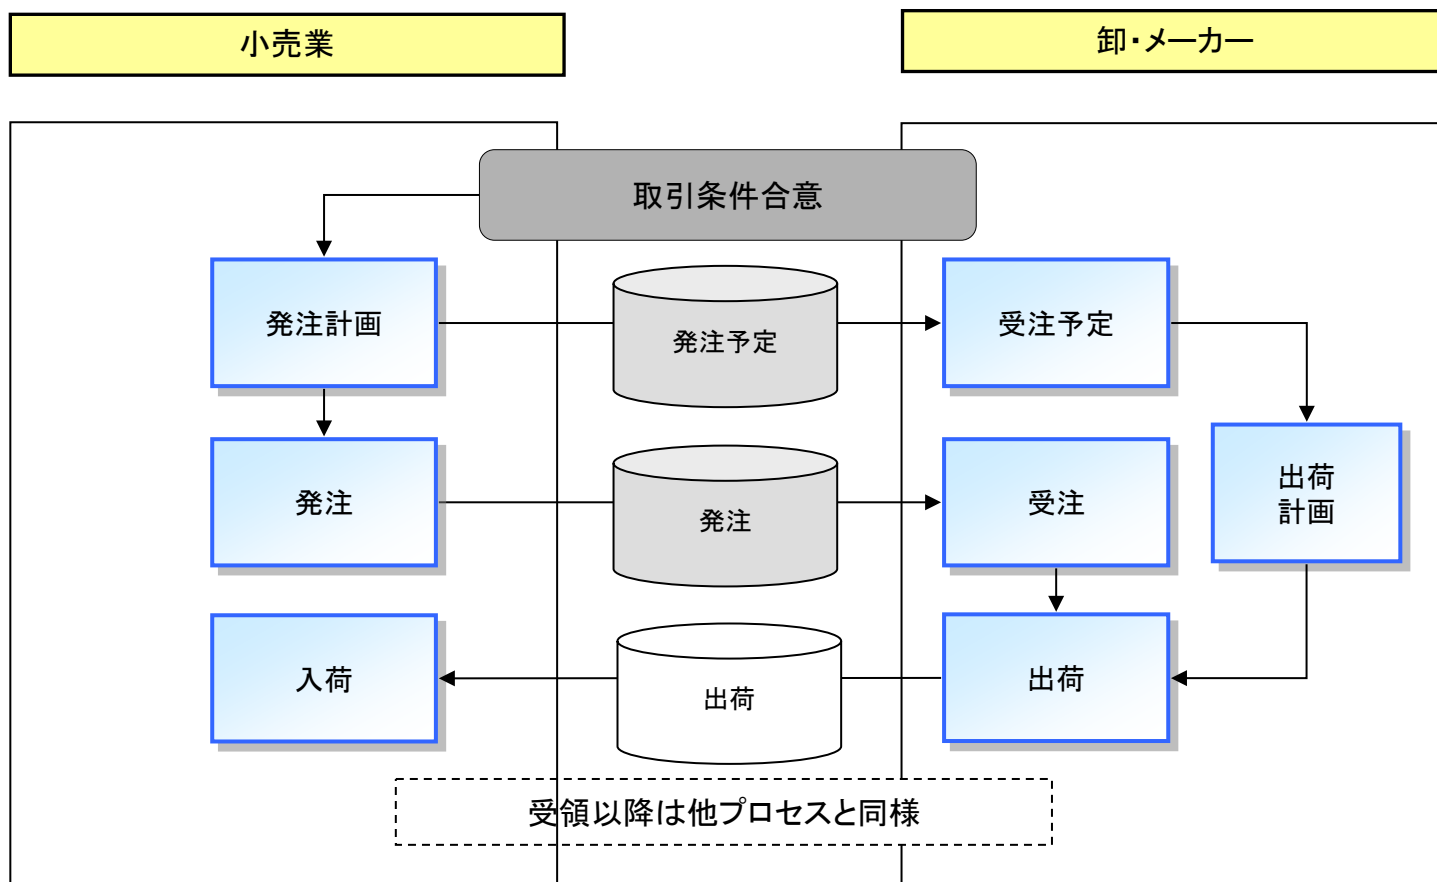 小売業
卸・メーカー
取引条件合意
発注計画
発注予定
受注予定
発注
発注
受注
出荷
計画
入荷
出荷
出荷
受領以降は他プロセスと同様